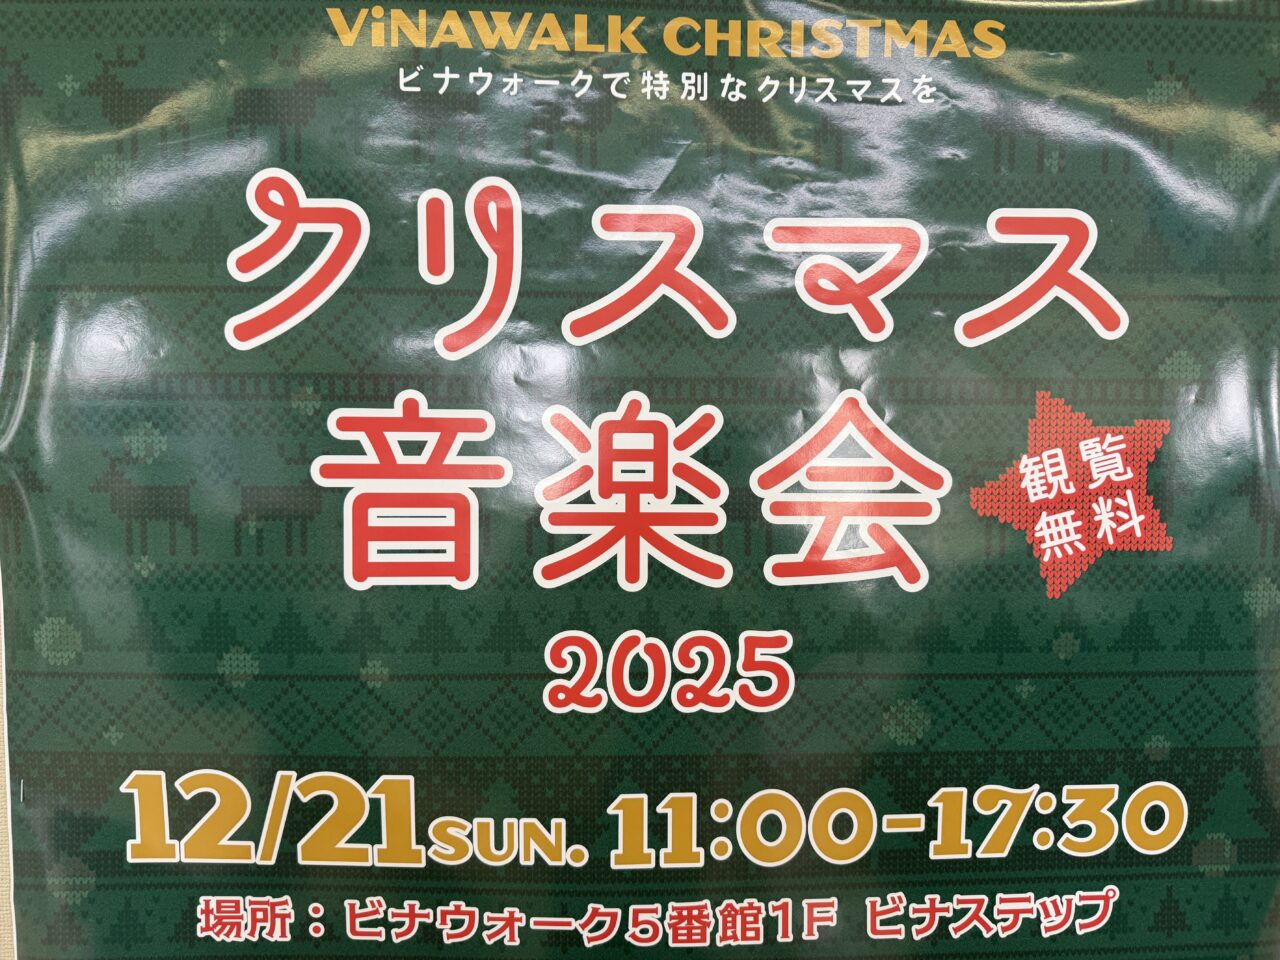 ViNAWALK CHRISTMAS
ビナウォークで特別なクリスマスを
クリスマス
音楽会
観覧
無料
2025
12/21SUN. 11:00-17:30
場所：ビナウォーク5番館1F ビナステップ